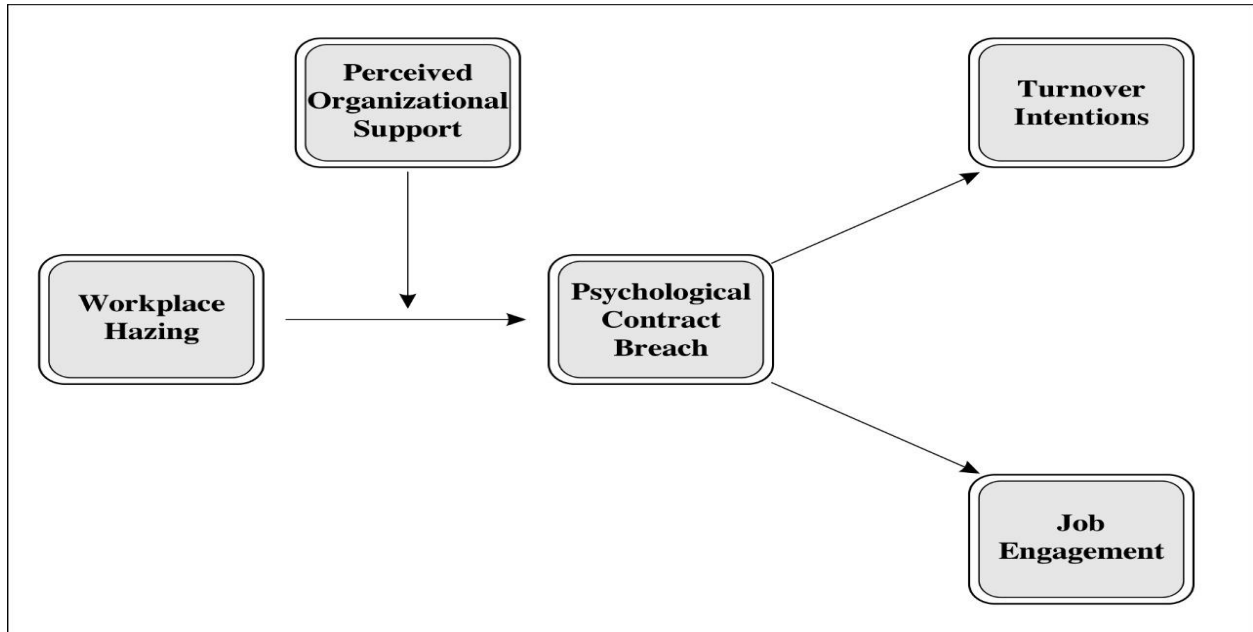 Perceived
Organizational
Support
Turnover
Intentions
Workplace
Hazing
Psychological
Contract
Breach
Job
Engagement